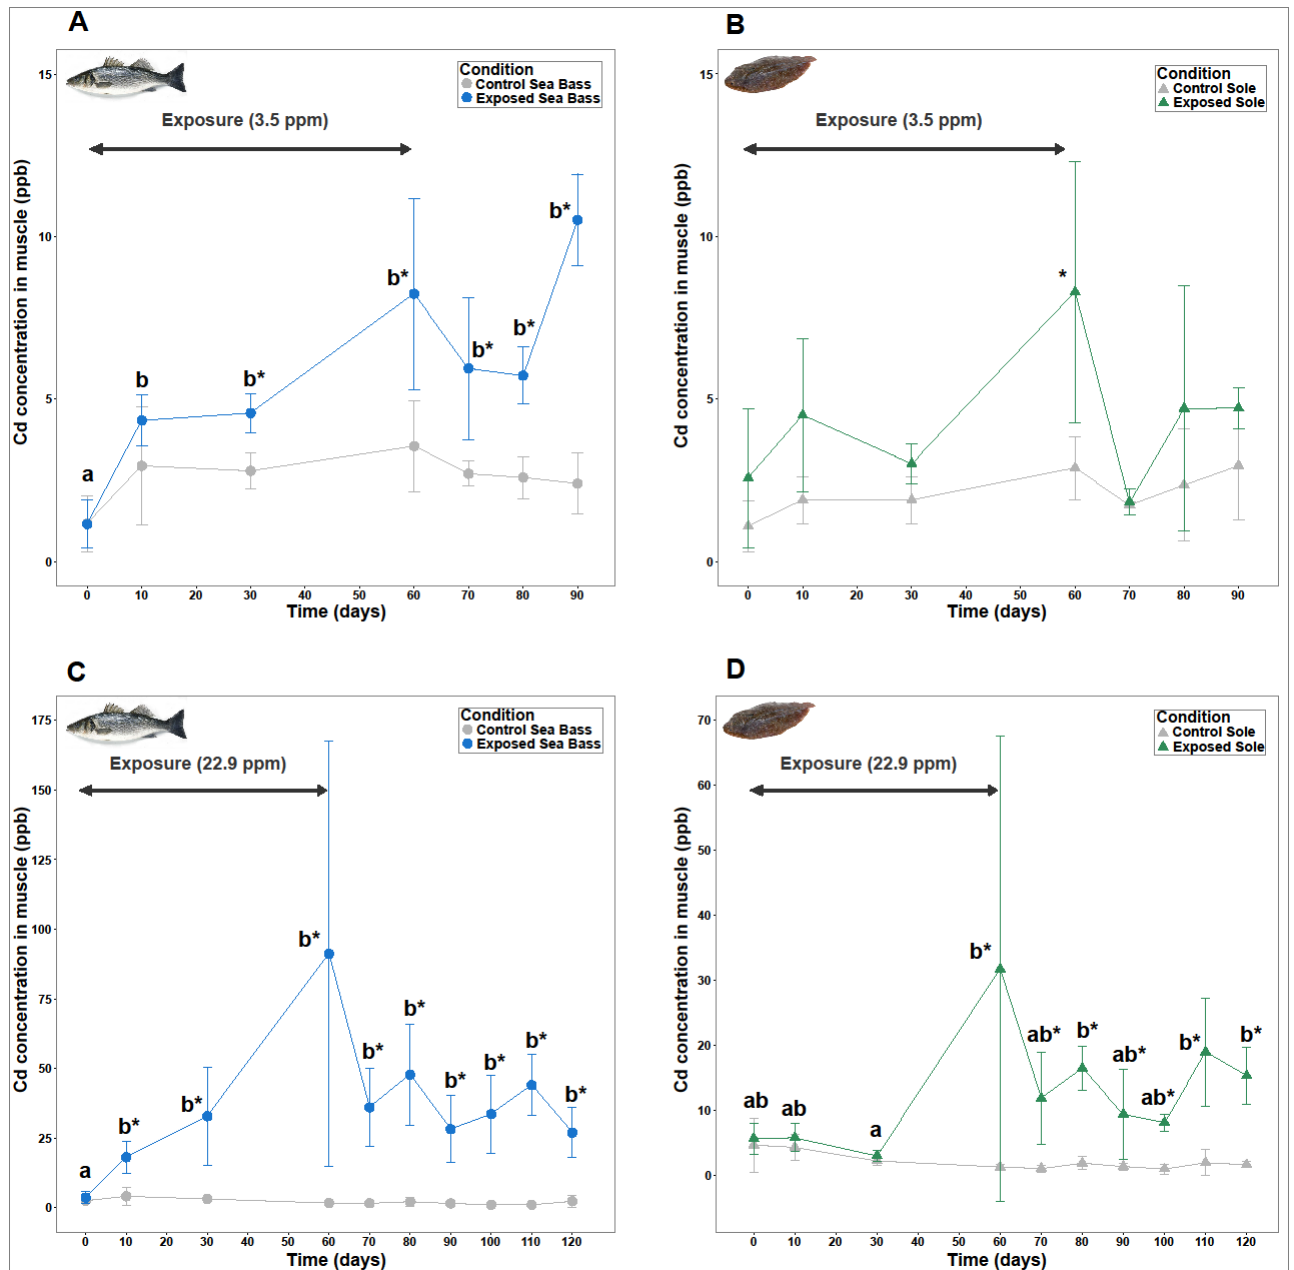 A
Condition
Control Sea Bass
Exposed Sea Bass
Exposure (3.5 ppm)
Cd concentration in muscle (ppb)
15
10
5
0
a
b
b*
b*
b*
b*
b*
0 10 20 30 40 50 60 70 80 90
Time (days)
B
Condition
Control Sole
Exposed Sole
Exposure (3.5 ppm)
Cd concentration in muscle (ppb)
15
10
5
0
*
0 10 20 30 40 50 60 70 80 90
Time (days)
C
Condition
Control Sea Bass
Exposed Sea Bass
Exposure (22.9 ppm)
Cd concentration in muscle (ppb)
175
150
125
100
75
50
25
0
a
b*
b*
b*
b*
b*
b*
b*
b*
b*
0 10 20 30 40 50 60 70 80 90 100 110 120
Time (days)
D
Condition
Control Sole
Exposed Sole
Exposure (22.9 ppm)
Cd concentration in muscle (ppb)
70
60
50
40
30
20
10
0
ab
ab
a
b*
ab*
b*
ab*
ab*
b*
b*
0 10 20 30 40 50 60 70 80 90 100 110 120
Time (days)